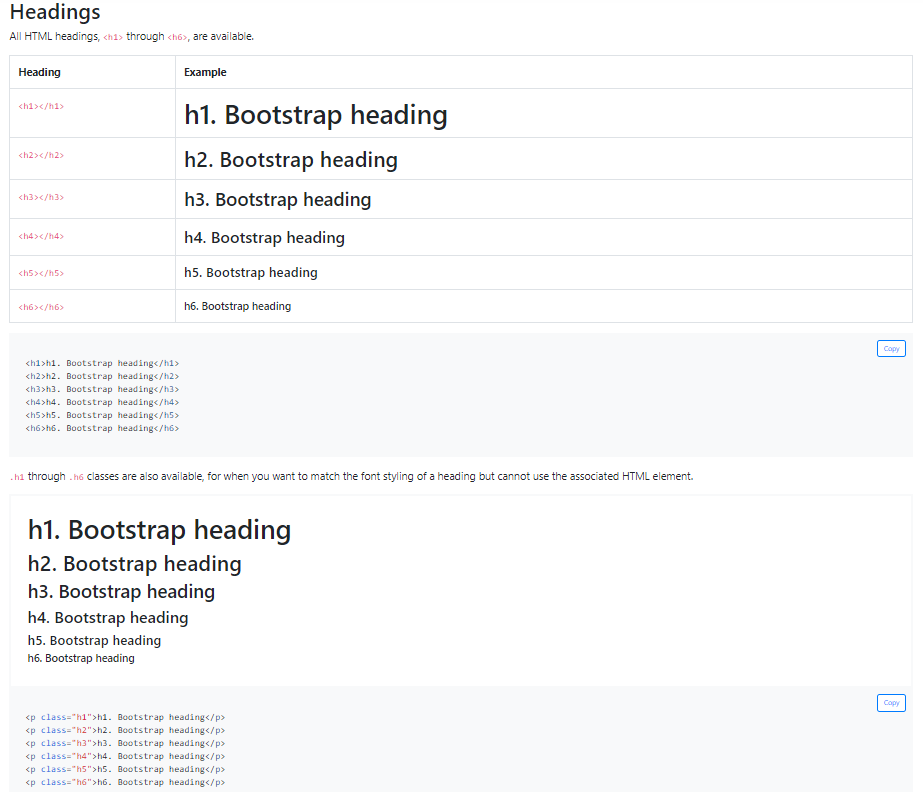 Headings
All HTML headings, <h1> through <h6>, are available.
Heading Example
<h1></h1> h1. Bootstrap heading
<h2></h2> h2. Bootstrap heading
<h3></h3> h3. Bootstrap heading
<h4></h4> h4. Bootstrap heading
<h5></h5> h5. Bootstrap heading
<h6></h6> h6. Bootstrap heading
Copy
<h1>h1. Bootstrap heading</h1>
<h2>h2. Bootstrap heading</h2>
<h3>h3. Bootstrap heading</h3>
<h4>h4. Bootstrap heading</h4>
<h5>h5. Bootstrap heading</h5>
<h6>h6. Bootstrap heading</h6>
.h1 through .h6 classes are also available, for when you want to match the font styling of a heading but cannot use the associated HTML element.
h1. Bootstrap heading
h2. Bootstrap heading
h3. Bootstrap heading
h4. Bootstrap heading
h5. Bootstrap heading
h6. Bootstrap heading
Copy
<p class="h1">h1. Bootstrap heading</p>
<p class="h2">h2. Bootstrap heading</p>
<p class="h3">h3. Bootstrap heading</p>
<p class="h4">h4. Bootstrap heading</p>
<p class="h5">h5. Bootstrap heading</p>
<p class="h6">h6. Bootstrap heading</p>